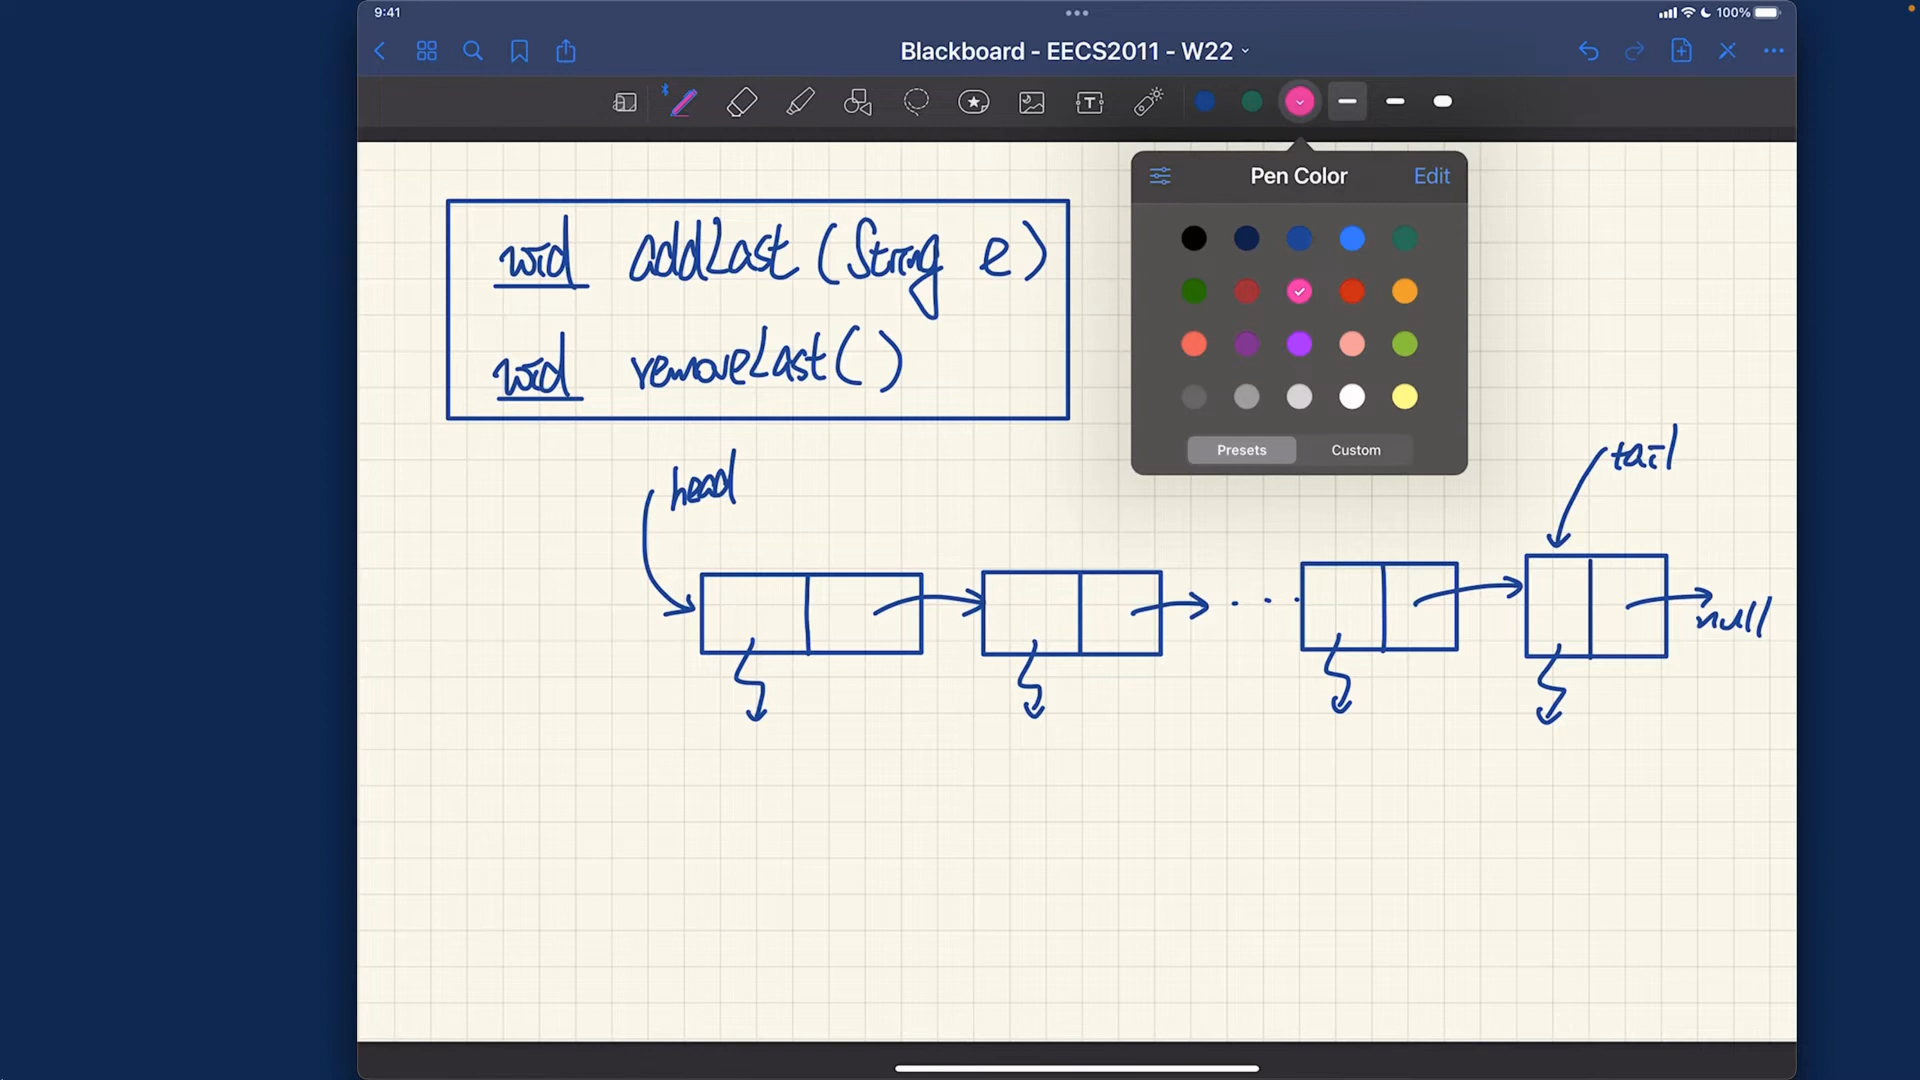 9:41
100%
Blackboard - EECS2011 - W22
T
Pen Color
Edit
void addLast (String e)
void removeLast( )
Presets
Custom
head
tail
null